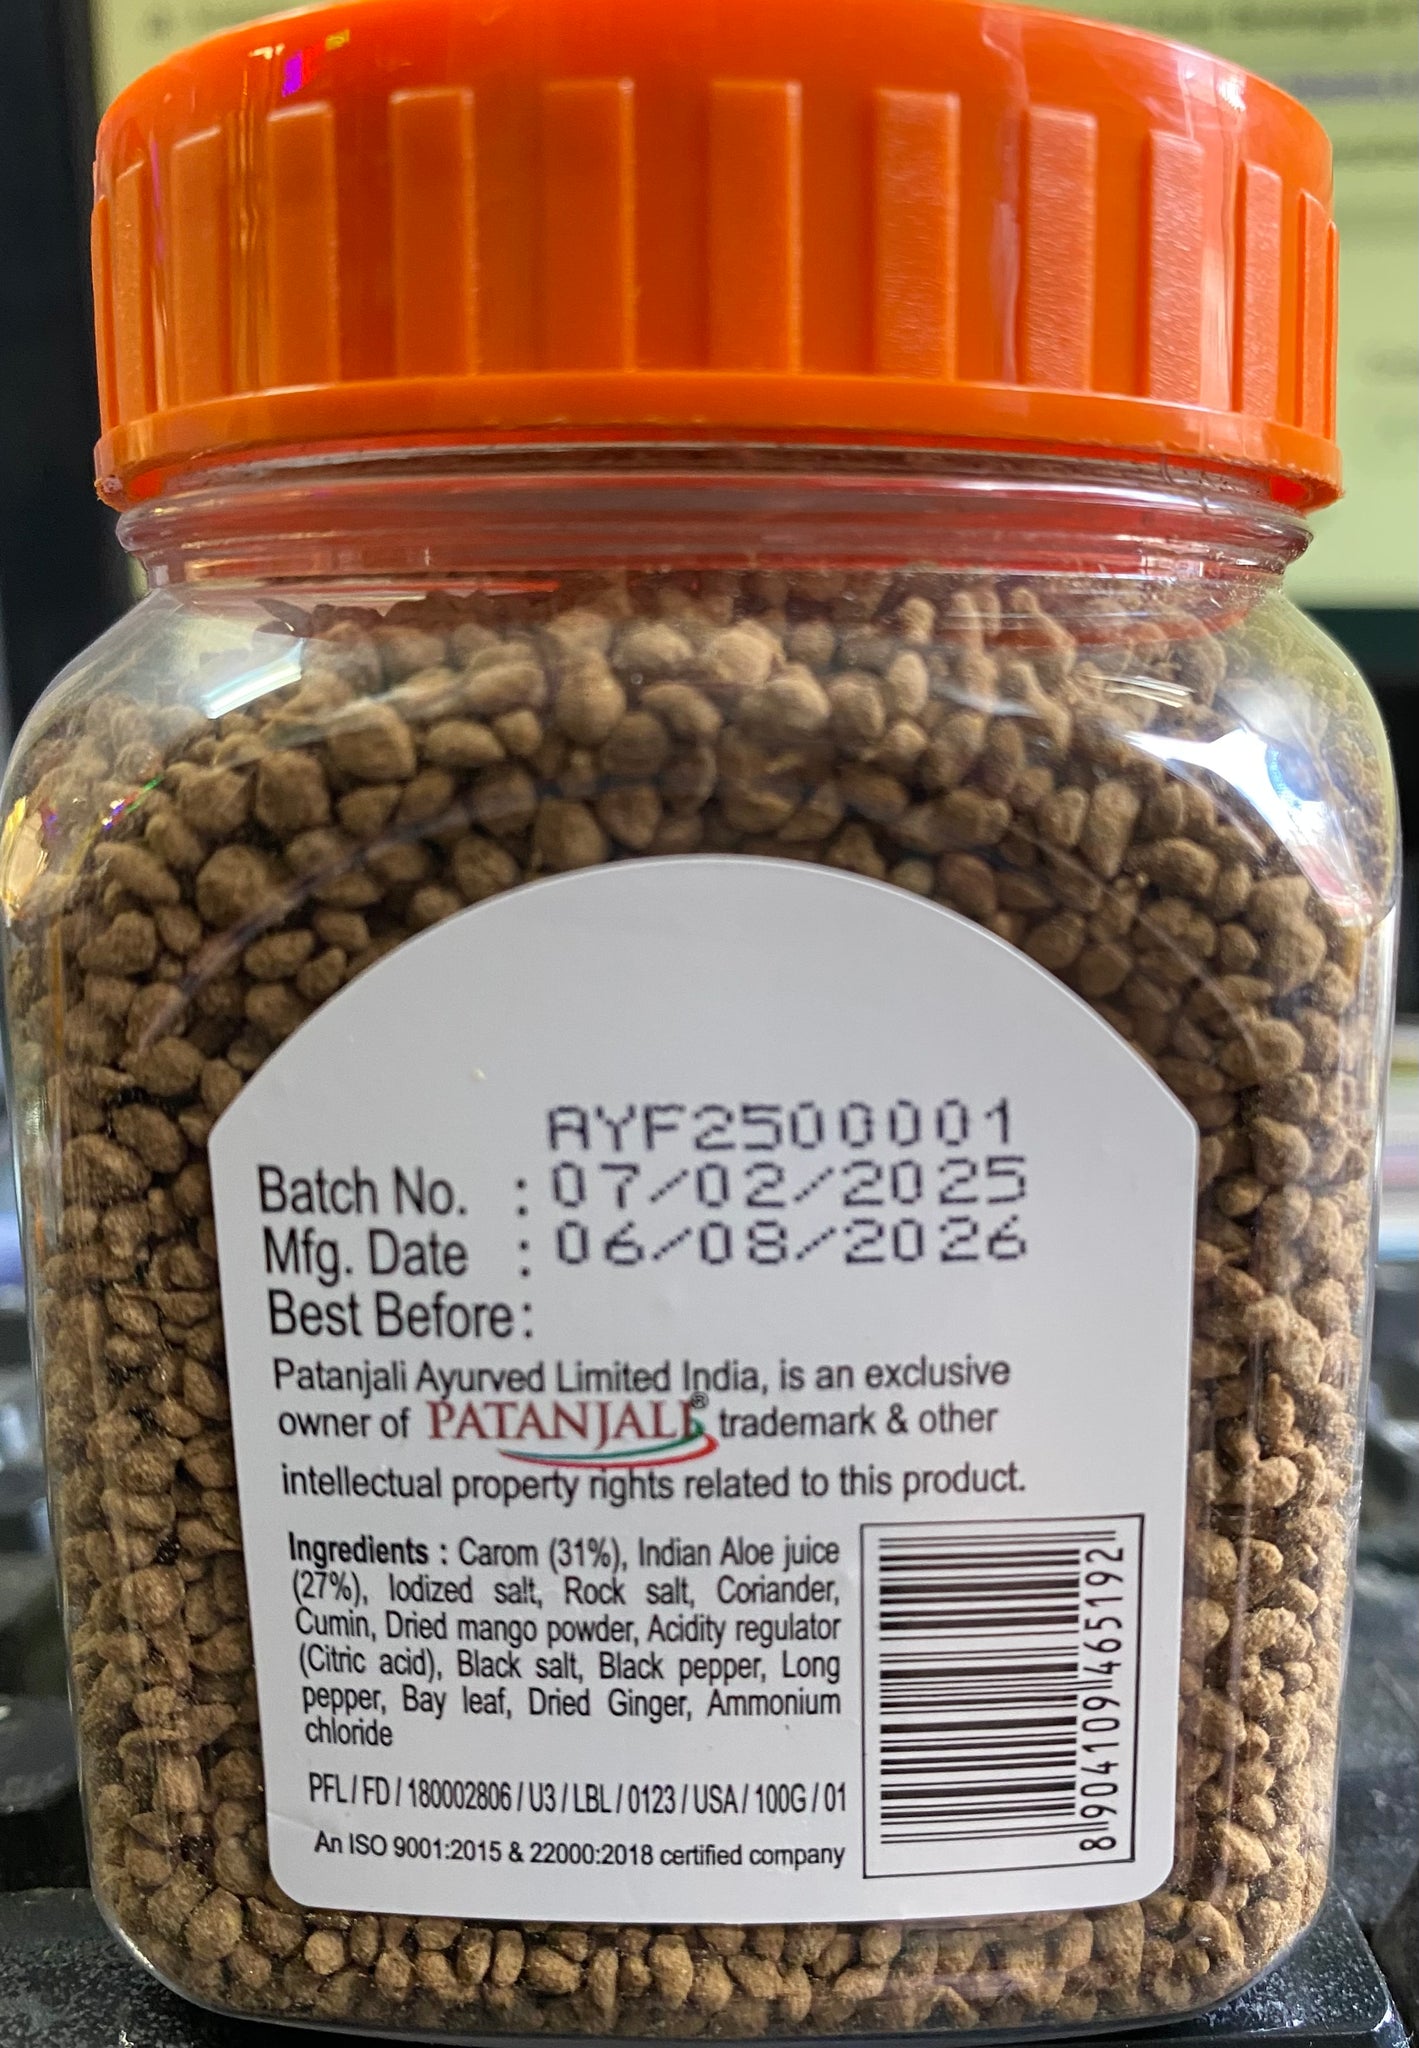 AYF2500001
Batch No. : 07/02/2025
Mfg. Date : 06/08/2026
Best Before :
Patanjali Ayurved Limited India, is an exclusive
owner of PATANJALI® trademark & other
intellectual property rights related to this product.
Ingredients : Carom (31%), Indian Aloe juice
(27%), Iodized salt, Rock salt, Coriander,
Cumin, Dried mango powder, Acidity regulator
(Citric acid), Black salt, Black pepper, Long
pepper, Bay leaf, Dried Ginger, Ammonium
chloride
PFL / FD / 180002806 / U3 / LBL / 0123 / USA / 100G / 01
An ISO 9001:2015 & 22000:2018 certified company
8 904109 465192